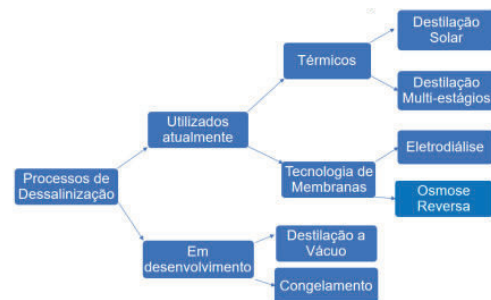 Destilação
Solar
Térmicos
Destilação
Multi-estágios
Utilizados
atualmente
Eletrodiálise
Processos de
Dessalinização
Tecnologia de
Membranas
Osmose
Reversa
Em
desenvolvimento
Destilação a
Vácuo
Congelamento